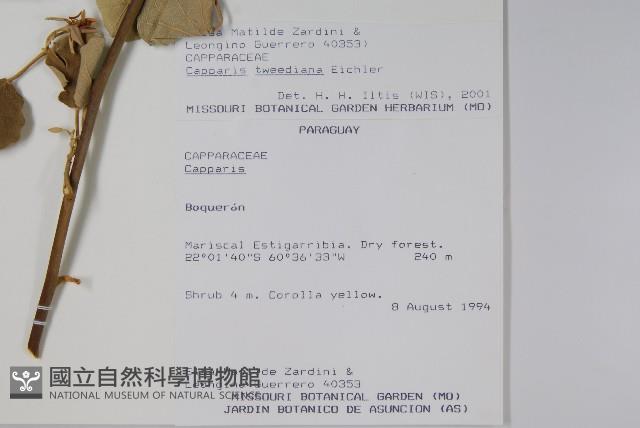 Matilde Zardini &
Leongino Guerrero 40353)
CAPPARACEAE
Capparis tweediana Eichler
Det. H. H. Iltis (WIS), 2001
MISSOURI BOTANICAL GARDEN HERBARIUM (MO)
PARAGUAY
CAPPARACEAE
Capparis
Boquerón
Mariscal Estigarribia. Dry forest.
22°01'40"S 60°36'33"W 240 m
Shrub 4 m. Corolla yellow.
8 August 1994
Zardini &
Leongino Guerrero 40353
MISSOURI BOTANICAL GARDEN (MO)
JARDIN BOTANICO DE ASUNCION (AS)
國立自然科學博物館
NATIONAL MUSEUM OF NATURAL SCIENCE